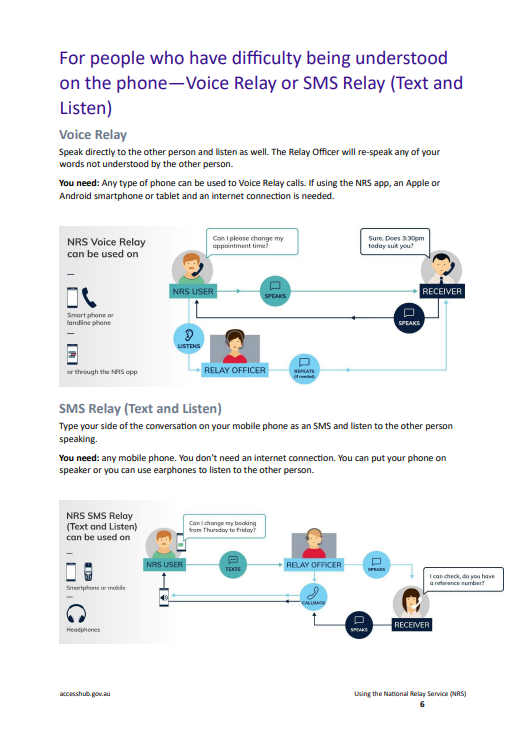 For people who have difficulty being understood
on the phone—Voice Relay or SMS Relay (Text and
Listen)
Voice Relay
Speak directly to the other person and listen as well. The Relay Officer will re-speak any of your
words not understood by the other person.
You need: Any type of phone can be used to Voice Relay calls. If using the NRS app, an Apple or
Android smartphone or tablet and an internet connection is needed.
NRS Voice Relay
can be used on
—
Smart phone or
landline phone
—
or through the NRS app
Can I please change my
appointment time?
Sure. Does 3:30pm
today suit you?
NRS USER
SPEAKS
RECEIVER
SPEAKS
LISTENS
RELAY OFFICER
REPEATS
(if needed)
SMS Relay (Text and Listen)
Type your side of the conversation on your mobile phone as an SMS and listen to the other person
speaking.
You need: any mobile phone. You don't need an internet connection. You can put your phone on
speaker or you can use earphones to listen to the other person.
NRS SMS Relay
(Text and Listen)
can be used on
—
Smartphone or mobile
—
Headphones
Can I change my booking
from Thursday to Friday?
NRS USER
TEXTS
RELAY OFFICER
SPEAKS
I can check, do you have
a reference number?
CALLBACK
SPEAKS
RECEIVER
accesshub.gov.au
Using the National Relay Service (NRS)
6